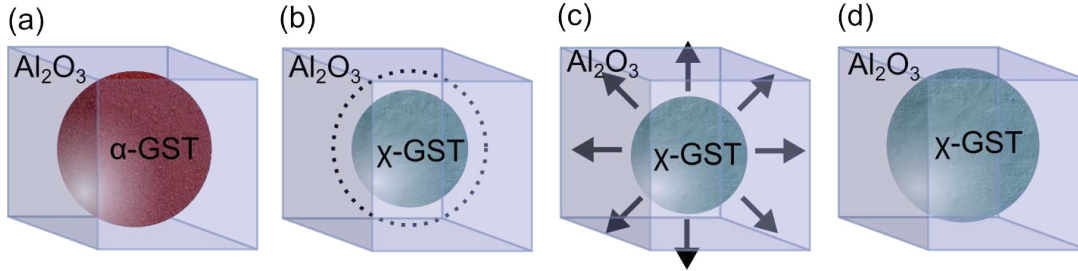 (a)
Al₂O₃
α-GST
(b)
Al₂O₃
χ-GST
(c)
Al₂O₃
χ-GST
(d)
Al₂O₃
χ-GST